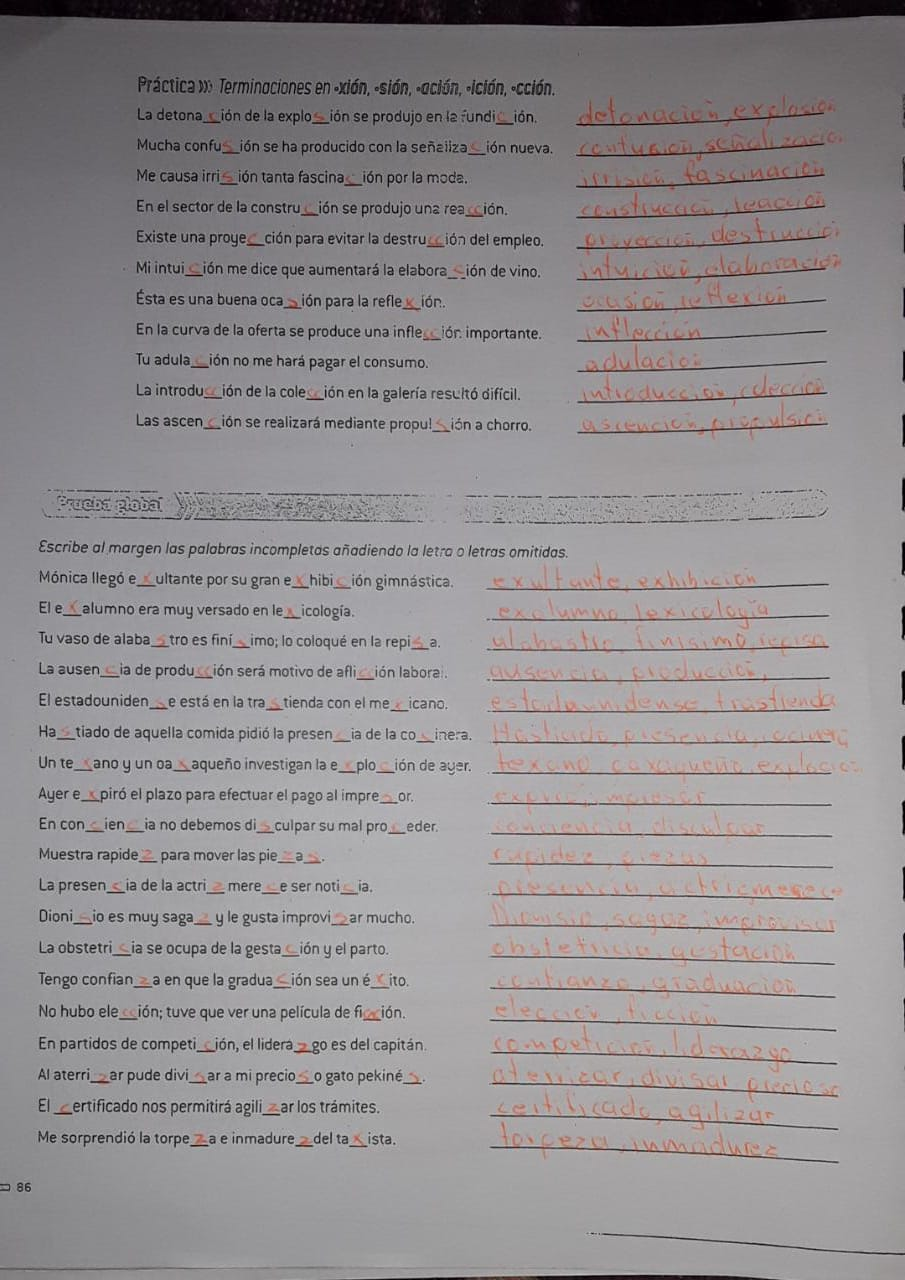 Práctica »» Terminaciones en -xión, -sión, -ación, -ición, -cción.
La detona_c_ión de la explo_s_ión se produjo en la fundi_c_ión. detonación, explosión
Mucha confu_s_ión se ha producido con la señaliza_c_ión nueva. confusión, señalización
Me causa irri_s_ión tanta fascina_c_ión por la moda. irrisión, fascinación
En el sector de la constru_c_ión se produjo una rea_cc_ión. construcción, reacción
Existe una proye_c_ción para evitar la destru_cc_ión del empleo. proyección, destrucción
Mi intui_c_ión me dice que aumentará la elabora_c_ión de vino. intuición, elaboración
Ésta es una buena oca_s_ión para la refle_x_ión. ocasión, reflexión
En la curva de la oferta se produce una infle_cc_ión importante. inflección
Tu adula_c_ión no me hará pagar el consumo. adulación
La introdu_cc_ión de la cole_cc_ión en la galería resultó difícil. introducción, colección
Las ascen_c_ión se realizará mediante propul_s_ión a chorro. ascención, propulsión
Prueba global
Escribe al margen las palabras incompletas añadiendo la letra o letras omitidas.
Mónica llegó e_x_ultante por su gran e_x_hibi_c_ión gimnástica. exultante, exhibición
El e_x_alumno era muy versado en le_x_icología. exalumno, lexicología
Tu vaso de alaba_s_tro es finí_s_imo; lo coloqué en la repi_s_a. alabastro, finisimo, repisa
La ausen_c_ia de produ_cc_ión será motivo de afli_cc_ión laboral. ausencia, producción,
El estadouniden_s_e está en la tra_s_tienda con el me_x_icano. estadounidense, trastienda
Ha_s_tiado de aquella comida pidió la presen_c_ia de la co_c_inera. Hastiado, presencia, cocinera
Un te_x_ano y un oa_x_aqueño investigan la e_x_plo_c_ión de ayer. texano, oaxaqueño, explocion
Ayer e_x_piró el plazo para efectuar el pago al impre_s_or. expiró, impresor
En con_c_ien_c_ia no debemos di_s_culpar su mal pro_c_eder. conciencia, disculpar
Muestra rapide_z_ para mover las pie_z_a_s_. rapidez, piezas
La presen_c_ia de la actri_z_ mere_c_e ser noti_c_ia. presencia, actriz merece
Dioni_s_io es muy saga_z_ y le gusta improvi_s_ar mucho. Dionisio, sagaz, improvisar
La obstetri_c_ia se ocupa de la gesta_c_ión y el parto. obstetricia, gestación
Tengo confian_z_a en que la gradua_c_ión sea un é_x_ito. confianza, graduación
No hubo ele_cc_ión; tuve que ver una película de fi_cc_ión. elección, ficción
En partidos de competi_c_ión, el lidera_z_go es del capitán. competición, liderazgo
Al aterri_z_ar pude divi_s_ar a mi precio_s_o gato pekiné_s_. aterrizar, divisar, precioso
El _c_ertificado nos permitirá agili_z_ar los trámites. certificado, agilizar
Me sorprendió la torpe_z_a e inmadure_z_ del ta_x_ista. torpeza, inmadurez
86